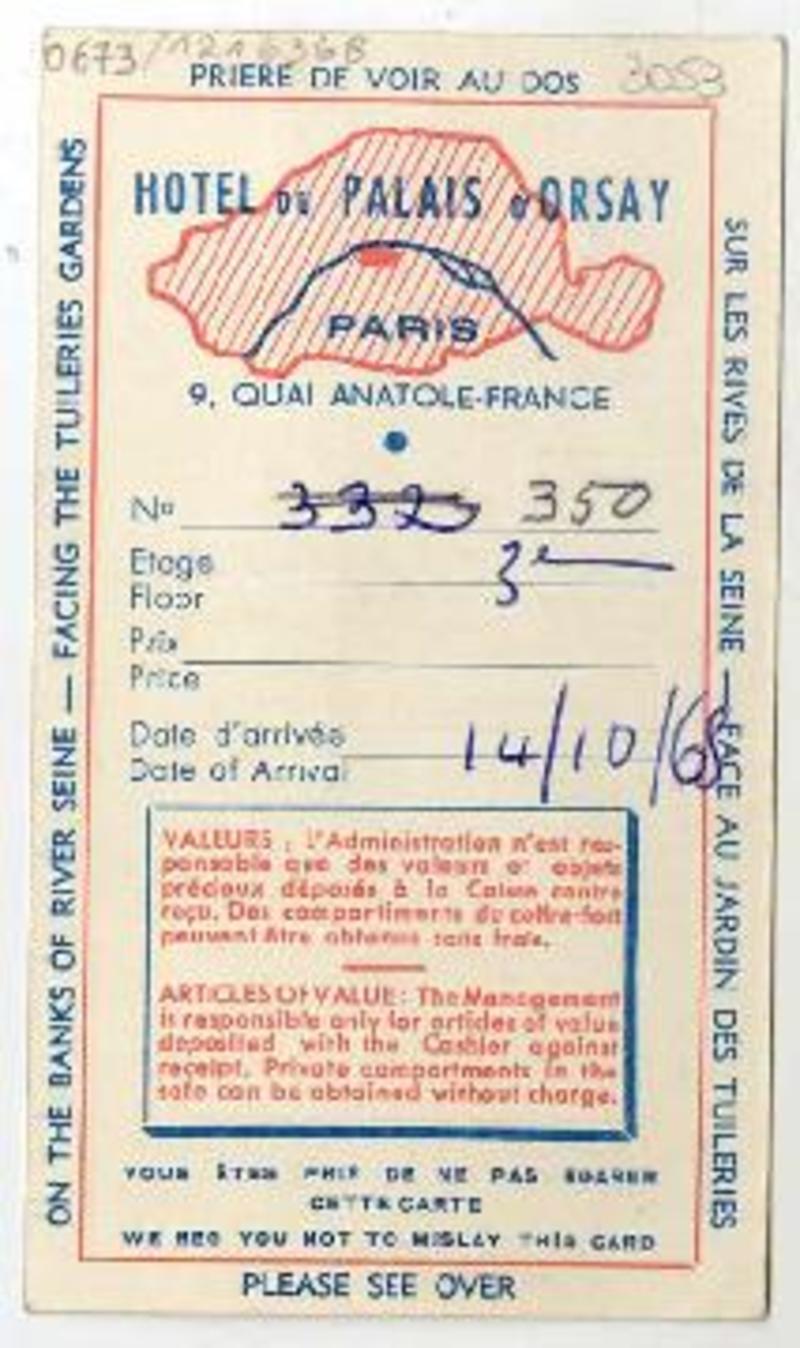 0673/1216368
PRIERE DE VOIR AU DOS
3053
HOTEL DU PALAIS D'ORSAY
PARIS
9, QUAI ANATOLE-FRANCE
No 332 350
Etage 3e
Floor
Prix
Price
Date d'arrivée 14/10/68
Date of Arrival
VALEURS : L'Administration n'est res-
ponsable que des valeurs et objets
précieux déposés à la Caisse contre
reçu. Des compartiments du coffre-fort
peuvent être obtenus sans frais.
ARTICLES OF VALUE : The Management
is responsible only for articles of value
deposited with the Cashier against
receipt. Private compartments in the
safe can be obtained without charge.
VOUS ÊTES PRIÉ DE NE PAS EGARER
CETTE CARTE
WE BEG YOU NOT TO MISLAY THIS CARD
PLEASE SEE OVER
ON THE BANKS OF RIVER SEINE — FACING THE TUILERIES GARDENS
SUR LES RIVES DE LA SEINE — FACE AU JARDIN DES TUILERIES